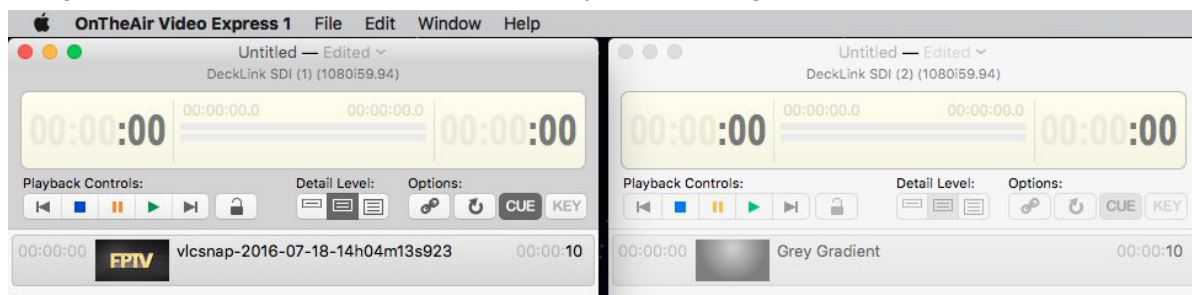 OnTheAir Video Express 1 File Edit Window Help
Untitled — Edited
DeckLink SDI (1) (1080i59.94)
00:00:00
00:00:00.0 00:00:00.0
00:00:00
Playback Controls: Detail Level: Options:
CUE KEY
00:00:00 FPTV vlcsnap-2016-07-18-14h04m13s923 00:00:10
Untitled — Edited
DeckLink SDI (2) (1080i59.94)
00:00:00
00:00:00.0 00:00:00.0
00:00:00
Playback Controls: Detail Level: Options:
CUE KEY
00:00:00 Grey Gradient 00:00:10